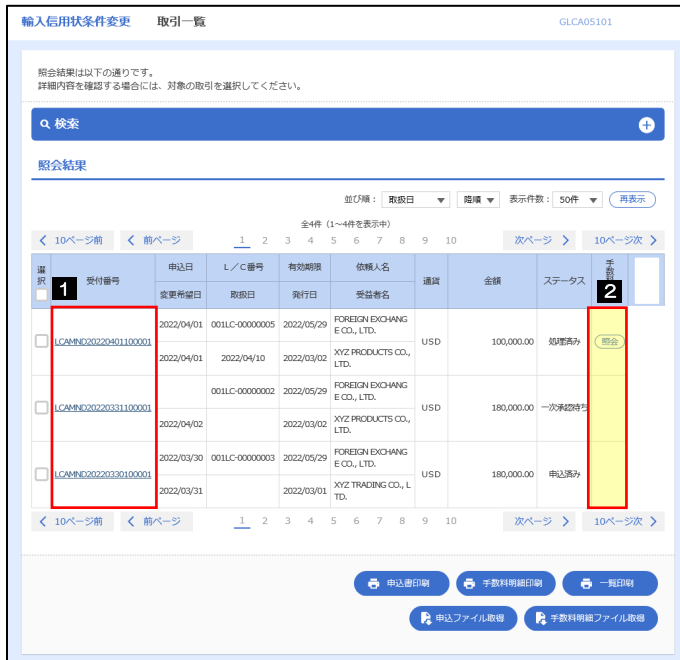 輸入信用状条件変更 取引一覧 GLCA05101
照会結果は以下の通りです。
詳細内容を確認する場合には、対象の取引を選択してください。
検索
照会結果
並び順： 取扱日 降順 表示件数： 50件 再表示
全4件（1～4件を表示中）
10ページ前 前ページ 1 2 3 4 5 6 7 8 9 10 次ページ 10ページ次
選択 受付番号 申込日 L／C番号 有効期限 依頼人名 通貨 金額 ステータス 手数料
変更希望日 取扱日 発行日 受益者名
1 2
LCAMND20220401100001 2022/04/01 001LC-00000005 2022/05/29 FOREIGN EXCHANG
E CO., LTD.
USD 100,000.00 処理済み 照会
2022/04/01 2022/04/10 2022/03/02 XYZ PRODUCTS CO.,
LTD.
LCAMND20220331100001 001LC-00000002 2022/05/29 FOREIGN EXCHANG
E CO., LTD.
USD 180,000.00 一次承認待ち
2022/04/02 2022/03/02 XYZ PRODUCTS CO.,
LTD.
LCAMND20220330100001 2022/03/30 001LC-00000003 2022/05/29 FOREIGN EXCHANG
E CO., LTD.
USD 180,000.00 申込済み
2022/03/31 2022/03/01 XYZ TRADING CO., L
TD.
10ページ前 前ページ 1 2 3 4 5 6 7 8 9 10 次ページ 10ページ次
申込書印刷 手数料明細印刷 一覧印刷
申込ファイル取得 手数料明細ファイル取得